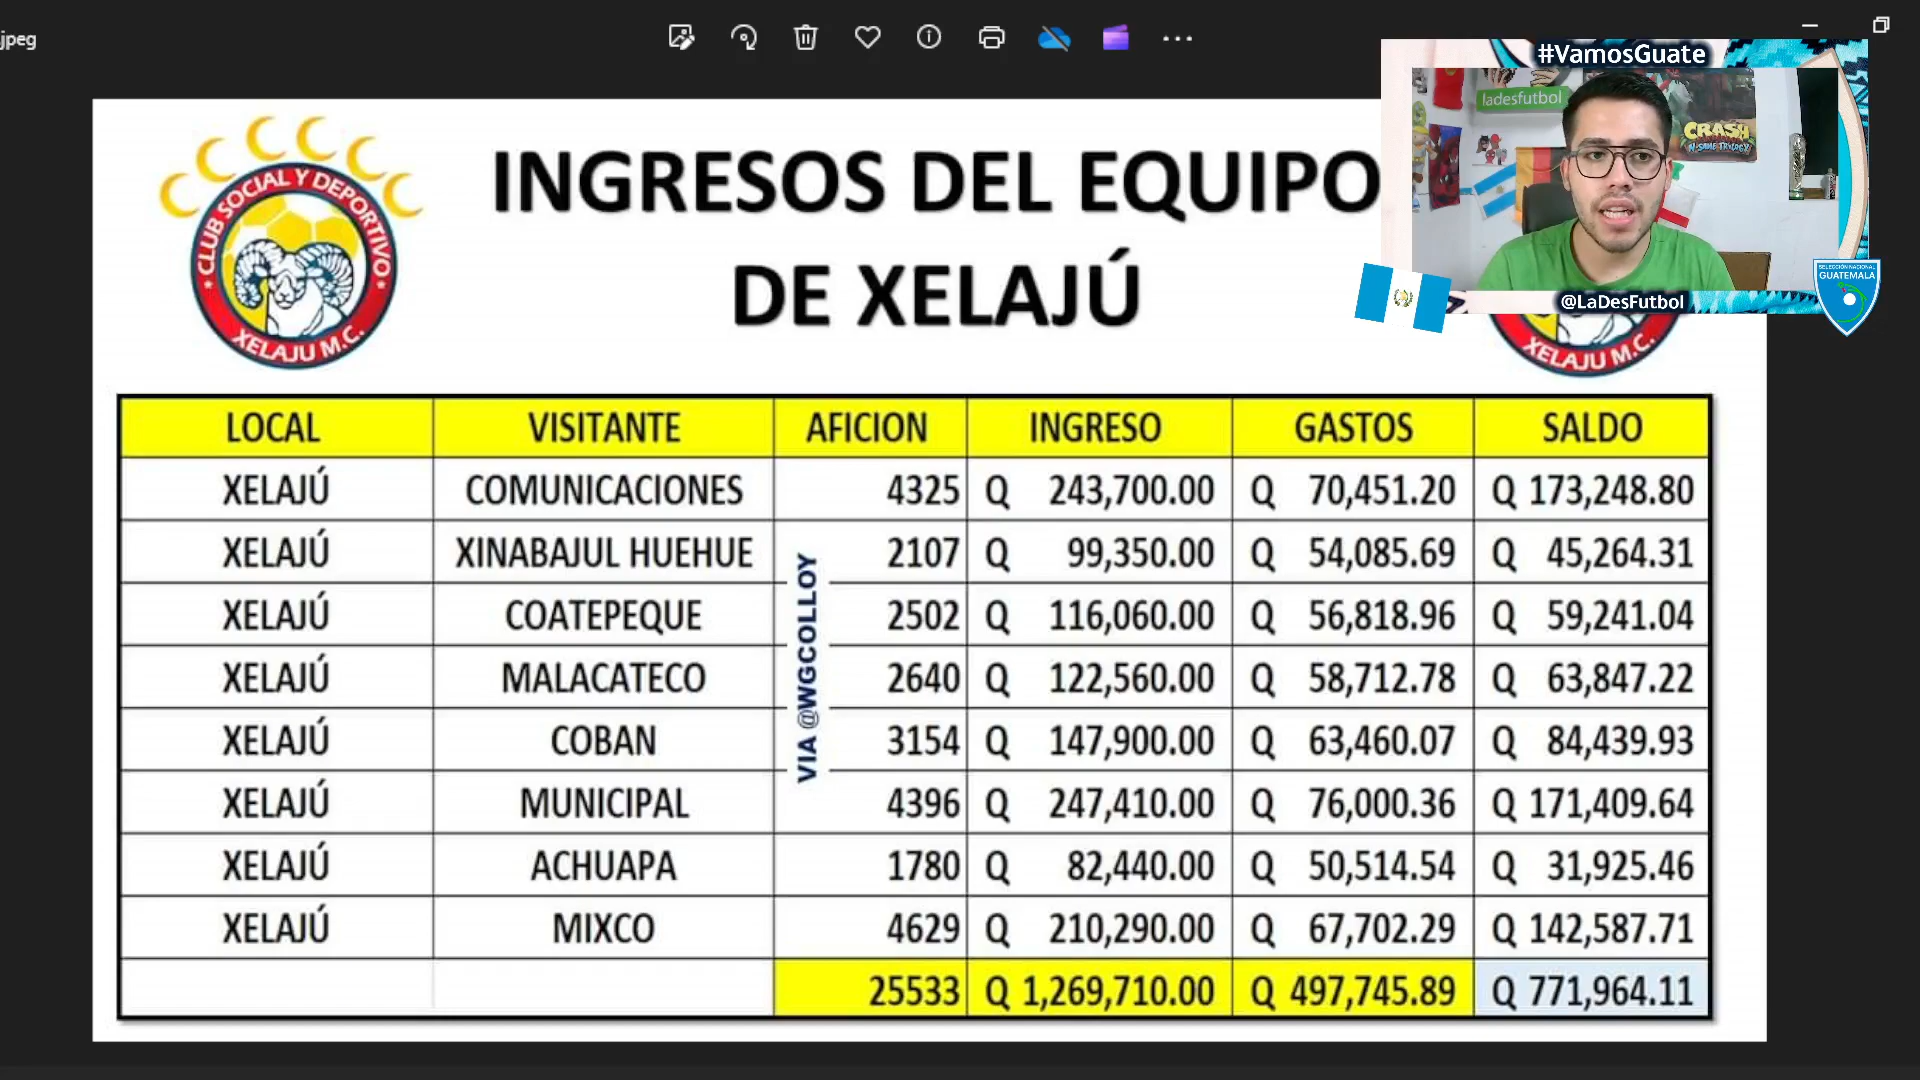 jpeg
#VamosGuate
ladesfutbol
CRASH
N-SANE TRILOGY
SELECCIÓN NACIONAL
GUATEMALA
@LaDesFutbol
CLUB SOCIAL Y DEPORTIVO
XELAJU M.C.
INGRESOS DEL EQUIPO
DE XELAJÚ
XELAJU M.C.
LOCAL VISITANTE AFICION INGRESO GASTOS SALDO
XELAJÚ COMUNICACIONES 4325 Q 243,700.00 Q 70,451.20 Q 173,248.80
XELAJÚ XINABAJUL HUEHUE 2107 Q 99,350.00 Q 54,085.69 Q 45,264.31
XELAJÚ COATEPEQUE 2502 Q 116,060.00 Q 56,818.96 Q 59,241.04
XELAJÚ MALACATECO 2640 Q 122,560.00 Q 58,712.78 Q 63,847.22
XELAJÚ COBAN 3154 Q 147,900.00 Q 63,460.07 Q 84,439.93
XELAJÚ MUNICIPAL 4396 Q 247,410.00 Q 76,000.36 Q 171,409.64
XELAJÚ ACHUAPA 1780 Q 82,440.00 Q 50,514.54 Q 31,925.46
XELAJÚ MIXCO 4629 Q 210,290.00 Q 67,702.29 Q 142,587.71
25533 Q 1,269,710.00 Q 497,745.89 Q 771,964.11
VIA @WGCOLLOY